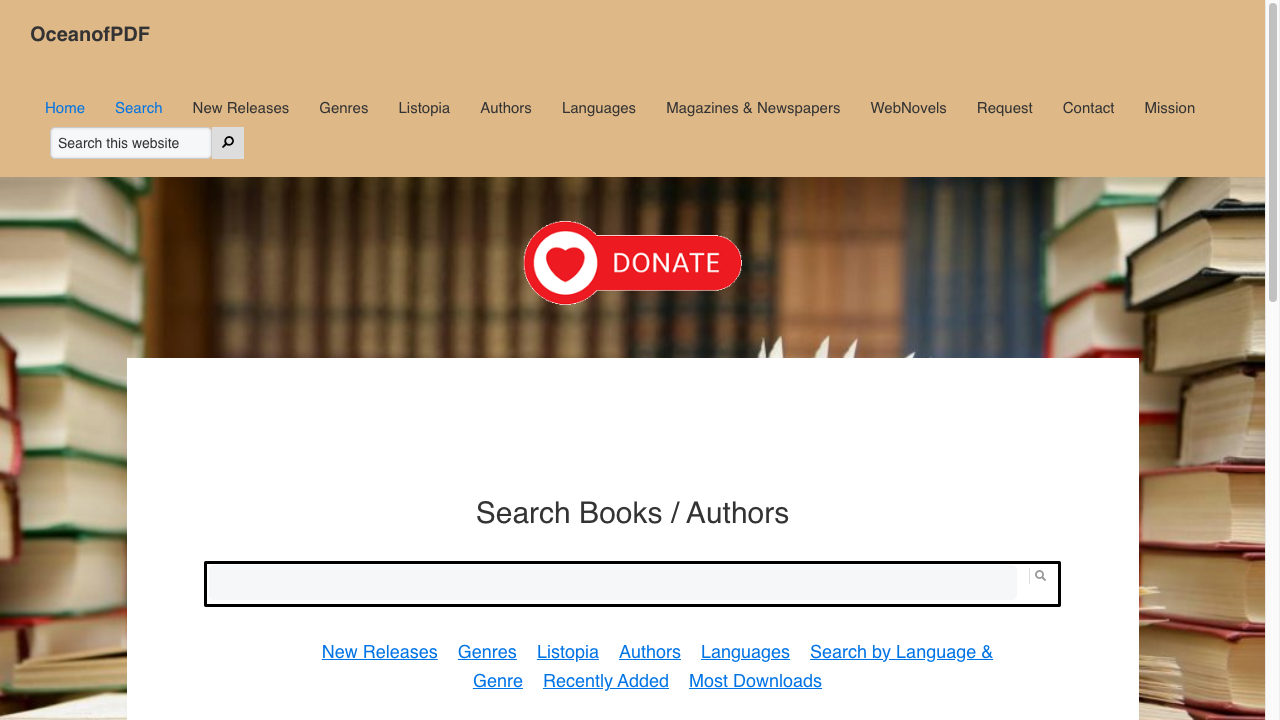 OceanofPDF
Home Search New Releases Genres Listopia Authors Languages Magazines & Newspapers WebNovels Request Contact Mission
Search this website
DONATE
Search Books / Authors
New Releases Genres Listopia Authors Languages Search by Language &
Genre Recently Added Most Downloads